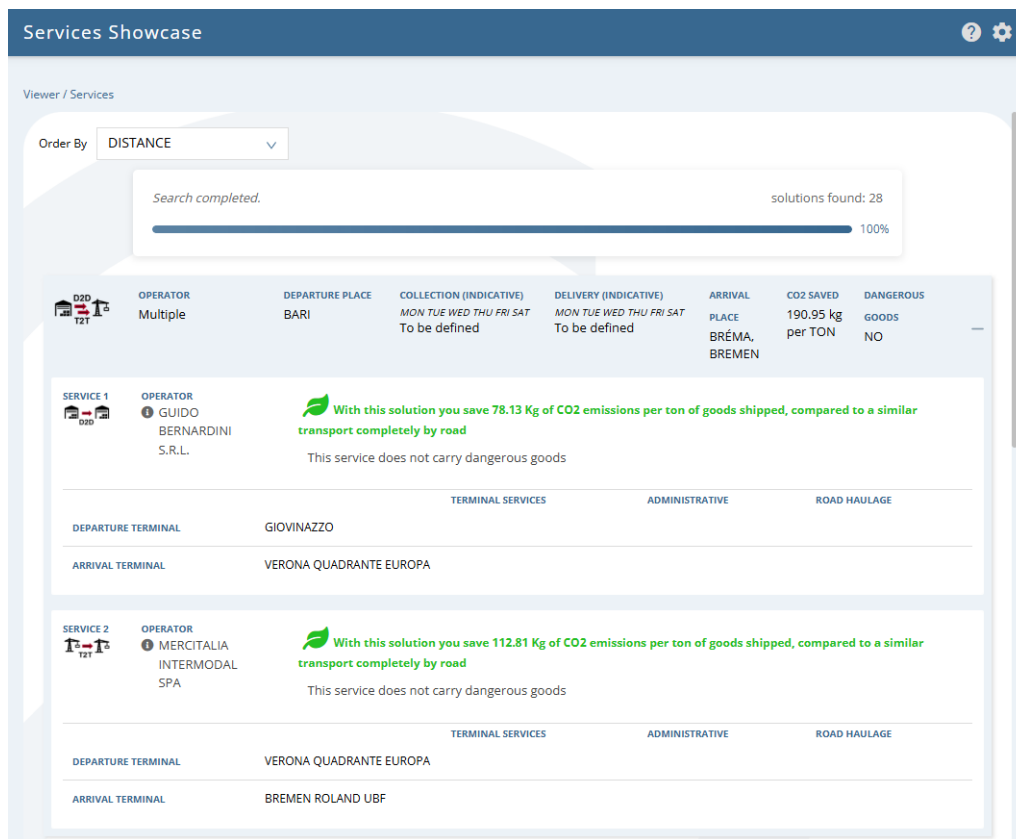 Services Showcase
Viewer / Services
Order By DISTANCE
Search completed. solutions found: 28
100%
D2D
T2T
OPERATOR
Multiple
DEPARTURE PLACE
BARI
COLLECTION (INDICATIVE)
MON TUE WED THU FRI SAT
To be defined
DELIVERY (INDICATIVE)
MON TUE WED THU FRI SAT
To be defined
ARRIVAL
PLACE
BRÉMA,
BREMEN
CO2 SAVED
190.95 kg
per TON
DANGEROUS
GOODS
NO
SERVICE 1
D2D
OPERATOR
GUIDO
BERNARDINI
S.R.L.
With this solution you save 78.13 Kg of CO2 emissions per ton of goods shipped, compared to a similar
transport completely by road
This service does not carry dangerous goods
TERMINAL SERVICES ADMINISTRATIVE ROAD HAULAGE
DEPARTURE TERMINAL GIOVINAZZO
ARRIVAL TERMINAL VERONA QUADRANTE EUROPA
SERVICE 2
T2T
OPERATOR
MERCITALIA
INTERMODAL
SPA
With this solution you save 112.81 Kg of CO2 emissions per ton of goods shipped, compared to a similar
transport completely by road
This service does not carry dangerous goods
TERMINAL SERVICES ADMINISTRATIVE ROAD HAULAGE
DEPARTURE TERMINAL VERONA QUADRANTE EUROPA
ARRIVAL TERMINAL BREMEN ROLAND UBF